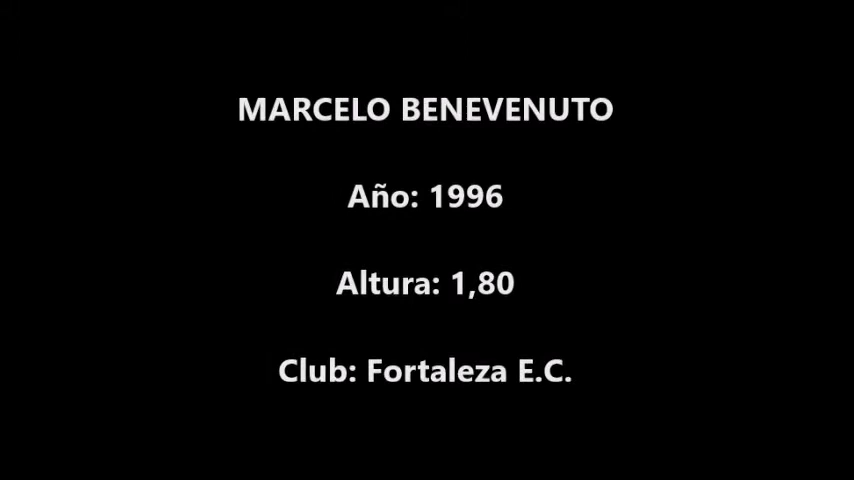 MARCELO BENEVENUTO
Año: 1996
Altura: 1,80
Club: Fortaleza E.C.